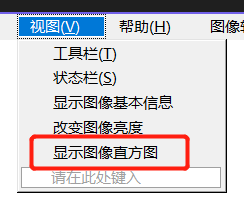 视图(V) 帮助(H) 图像
工具栏(T)
状态栏(S)
显示图像基本信息
改变图像亮度
显示图像直方图
请在此处键入